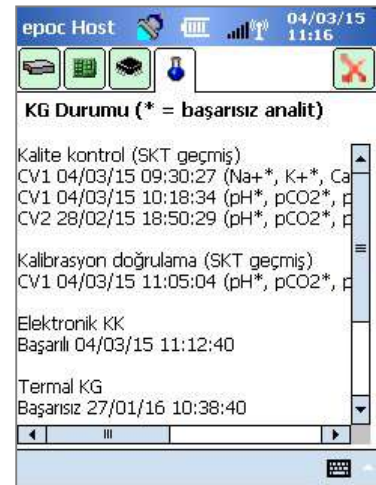 epoc Host
04/03/15
11:16
KG Durumu (* = başarısız analit)
Kalite kontrol (SKT geçmiş)
CV1 04/03/15 09:30:27 (Na+*, K+*, Ca
CV1 04/03/15 10:18:34 (pH*, pCO2*, p
CV2 28/02/15 18:50:29 (pH*, pCO2*, p
Kalibrasyon doğrulama (SKT geçmiş)
CV1 04/03/15 11:05:04 (pH*, pCO2*, p
Elektronik KK
Başarılı 04/03/15 11:12:40
Termal KG
Başarısız 27/01/16 10:38:40